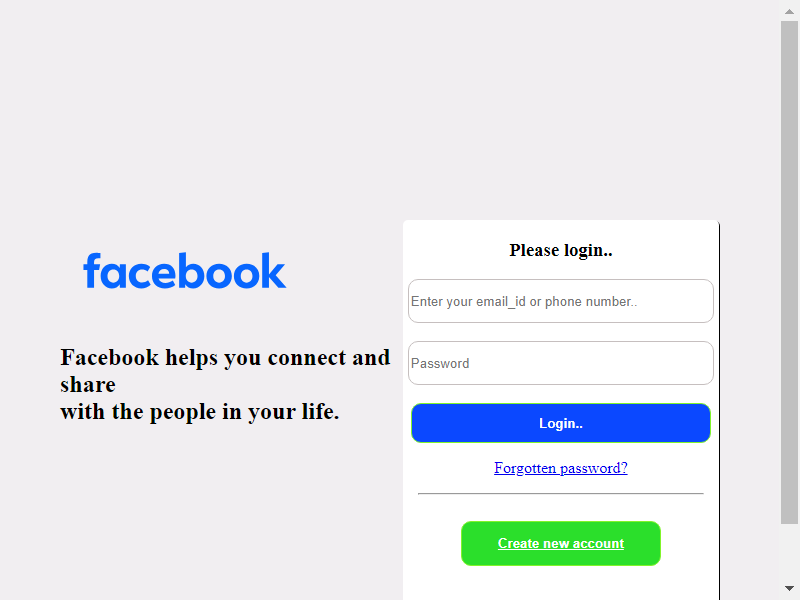 facebook
Facebook helps you connect and
share
with the people in your life.
Please login..
Enter your email_id or phone number..
Password
Login..
Forgotten password?
Create new account